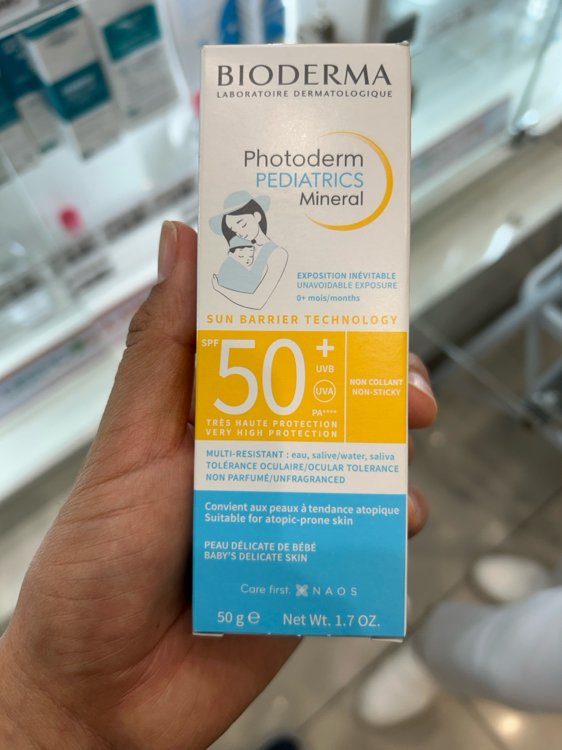 BIODERMA
LABORATOIRE DERMATOLOGIQUE
Photoderm
PEDIATRICS
Mineral
EXPOSITION INÉVITABLE
UNAVOIDABLE EXPOSURE
0+ mois/months
SUN BARRIER TECHNOLOGY
SPF 50+
UVB
UVA
PA****
TRÈS HAUTE PROTECTION
VERY HIGH PROTECTION
NON COLLANT
NON-STICKY
MULTI-RESISTANT : eau, salive/water, saliva
TOLÉRANCE OCULAIRE/OCULAR TOLERANCE
NON PARFUMÉ/UNFRAGRANCED
Convient aux peaux à tendance atopique
Suitable for atopic-prone skin
PEAU DÉLICATE DE BÉBÉ
BABY'S DELICATE SKIN
Care first. NAOS
50 g ℮ Net Wt. 1.7 OZ.